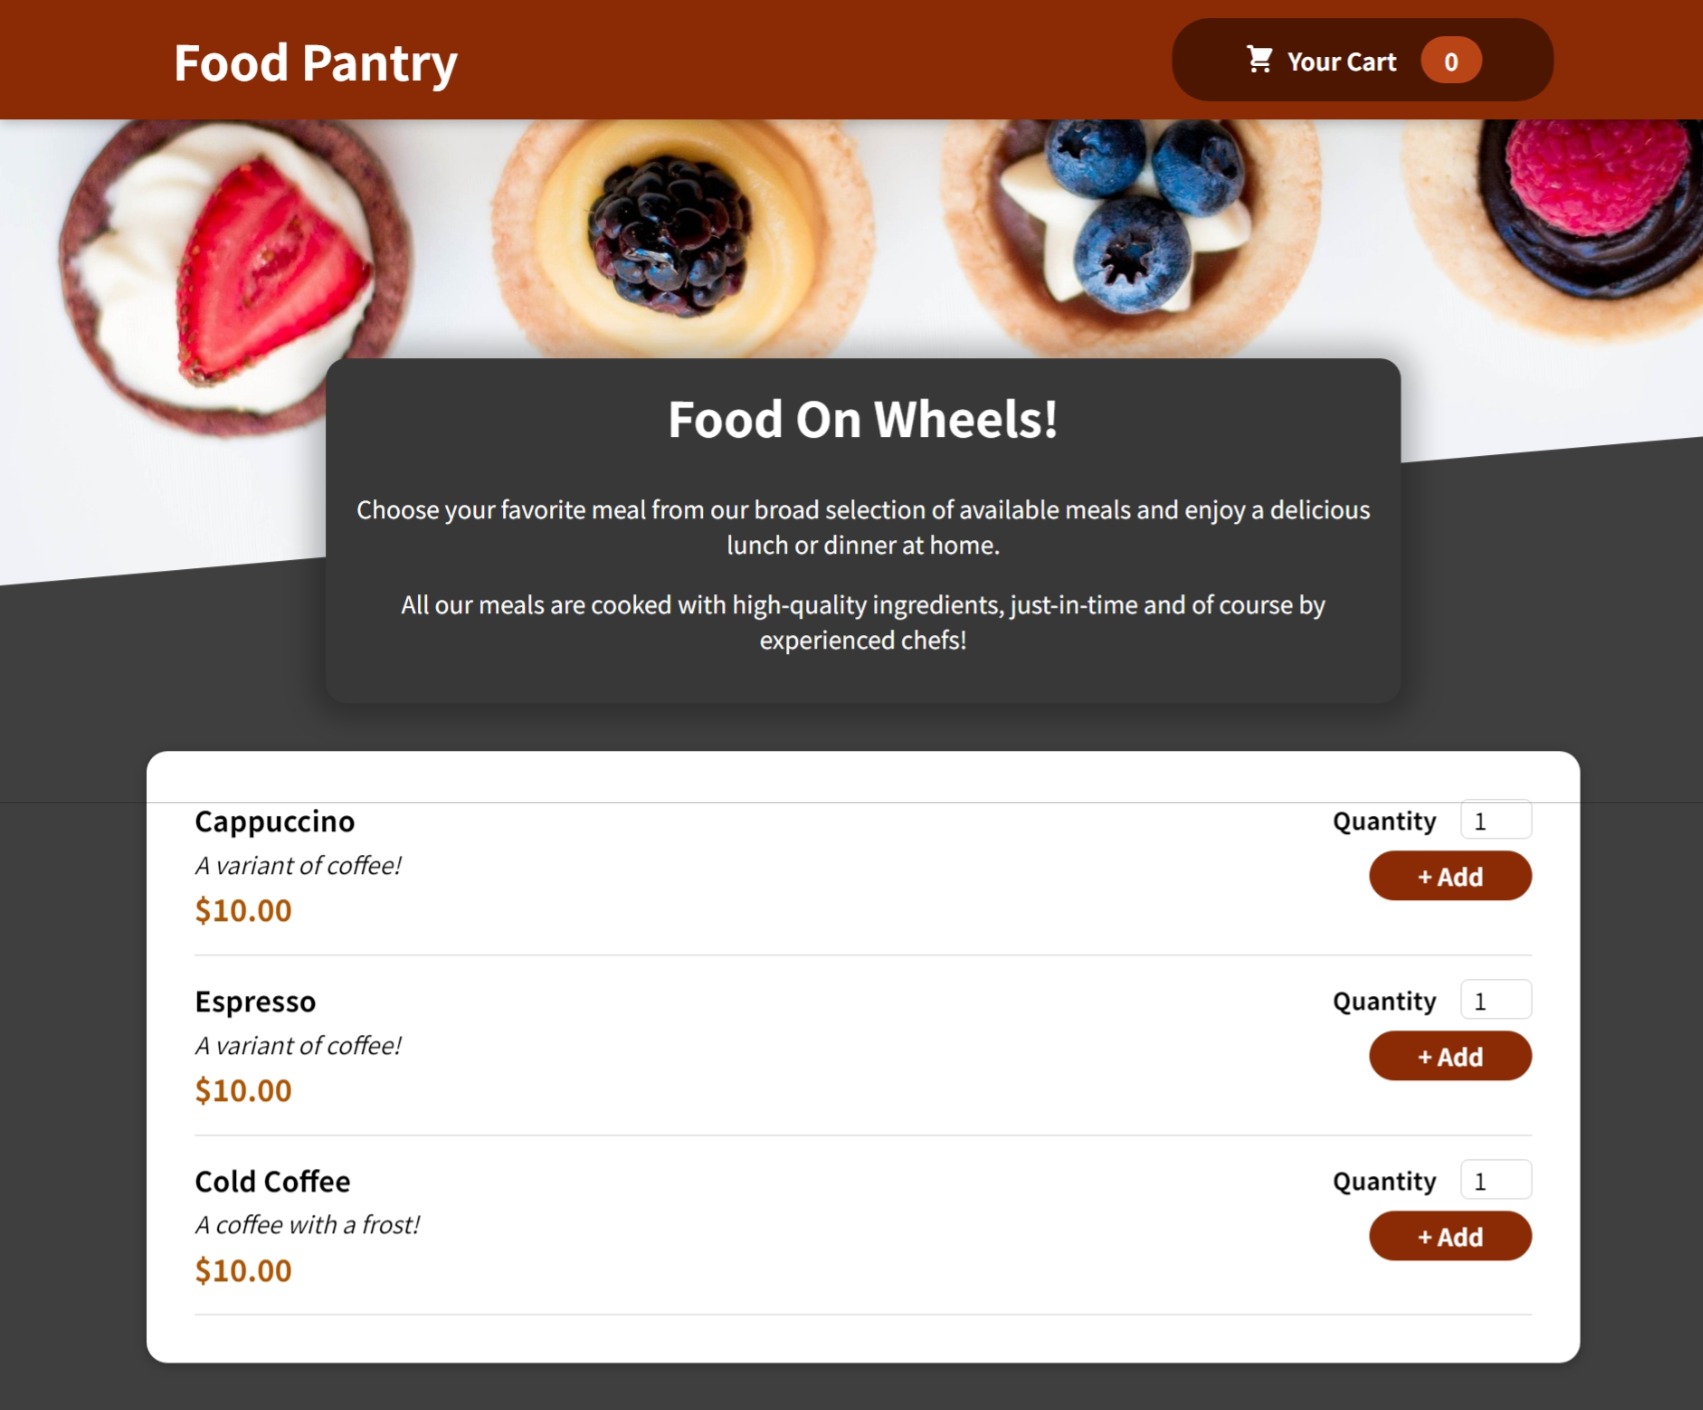 Food Pantry
Your Cart 0
Food On Wheels!
Choose your favorite meal from our broad selection of available meals and enjoy a delicious
lunch or dinner at home.
All our meals are cooked with high-quality ingredients, just-in-time and of course by
experienced chefs!
Cappuccino
A variant of coffee!
$10.00
Quantity 1
+ Add
Espresso
A variant of coffee!
$10.00
Quantity 1
+ Add
Cold Coffee
A coffee with a frost!
$10.00
Quantity 1
+ Add